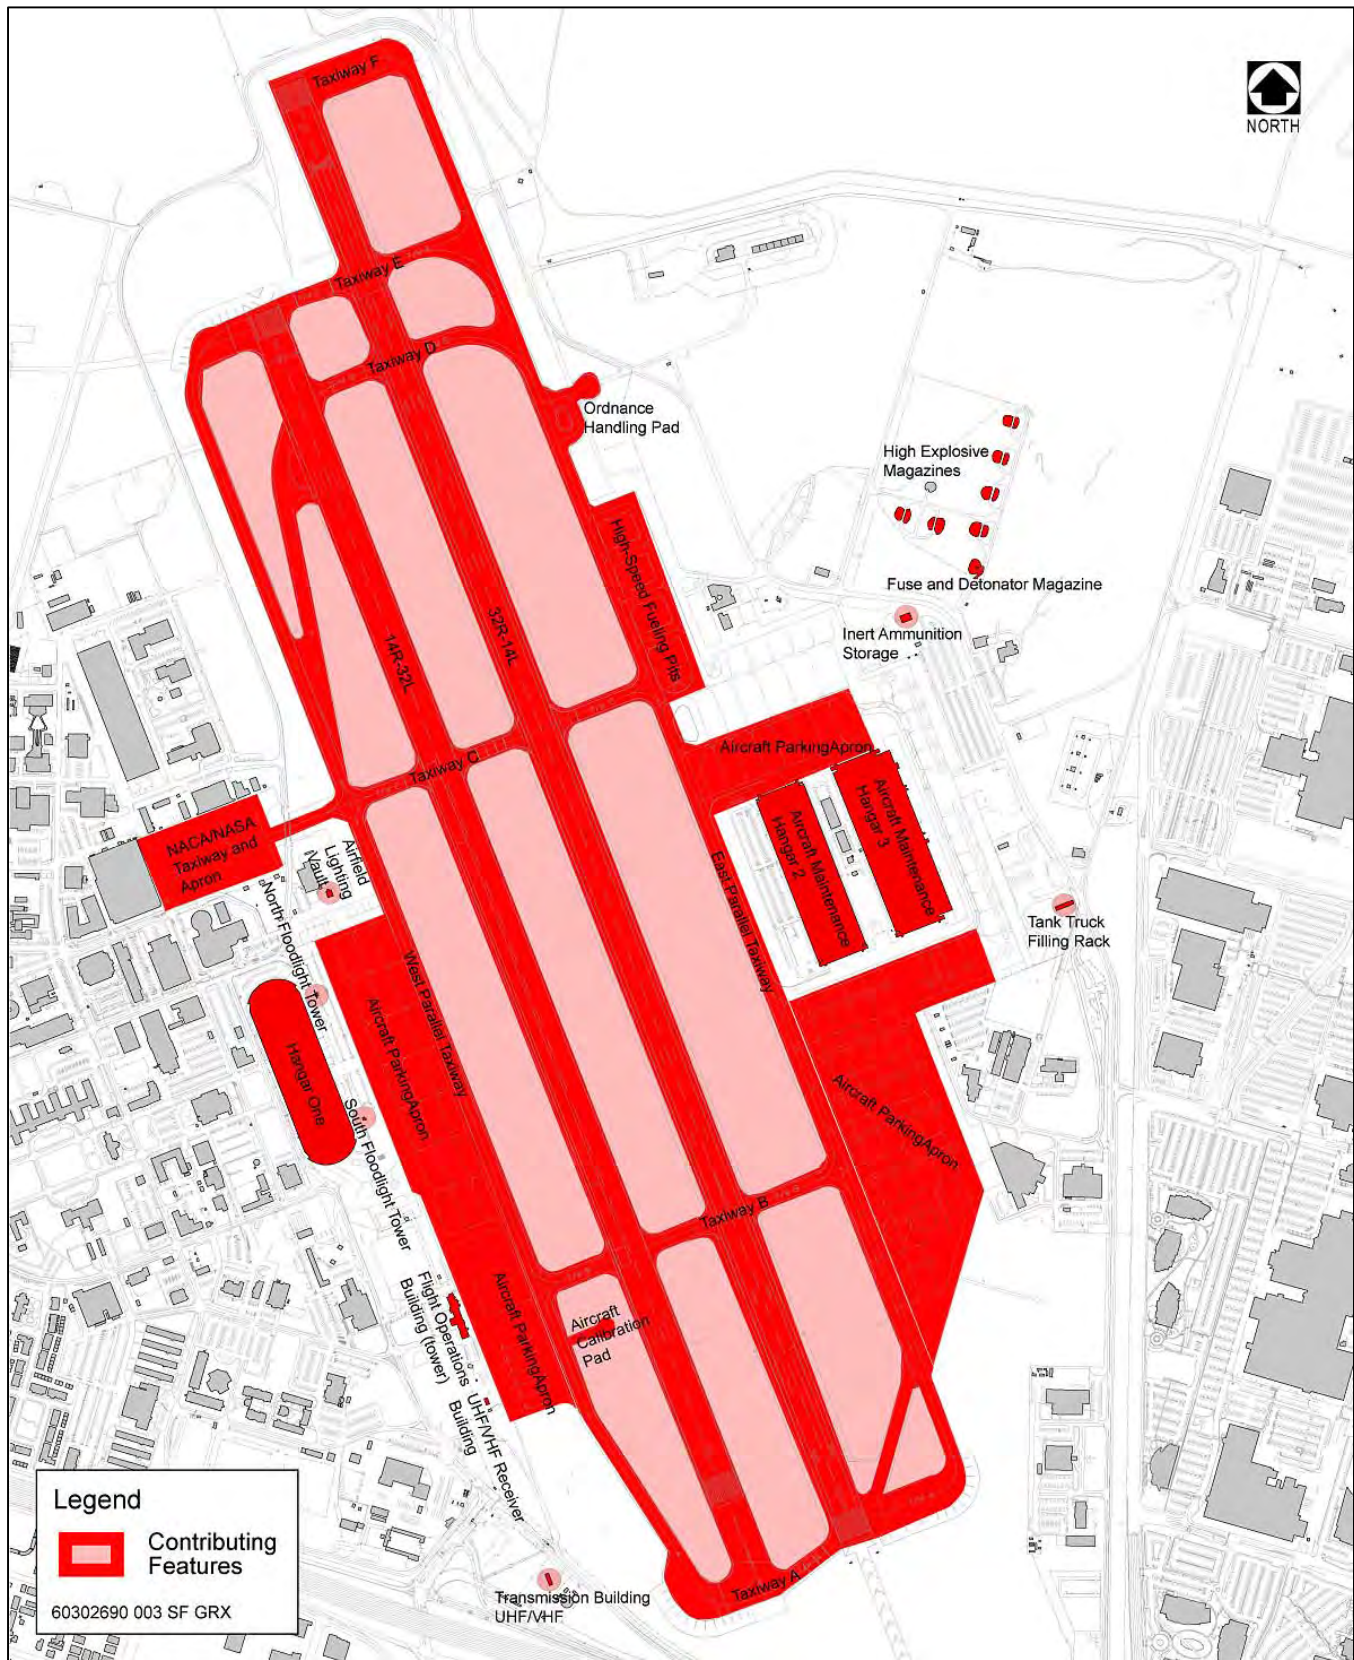 Taxiway F
NORTH
Taxiway E
Taxiway D
Ordnance
Handling Pad
High Explosive
Magazines
High-Speed Fueling Pits
Fuse and Detonator Magazine
Inert Ammunition
Storage
32R-14L
14R-32L
Aircraft ParkingApron
Taxiway C
Aircraft Maintenance
Hangar 3
Aircraft Maintenance
Hangar 2
NACA/NASA
Taxiway and
Apron
Airfield
Lighting
Vault
East Parallel Taxiway
North Floodlight Tower
Tank Truck
Filling Rack
West Parallel Taxiway
Aircraft ParkingApron
Hangar One
South Floodlight Tower
Aircraft ParkingApron
Taxiway B
Flight Operations
Building (tower)
Aircraft ParkingApron
Aircraft
Calibration
Pad
UHF/VHF Receiver
Building
Legend
Contributing
Features
60302690 003 SF GRX
Taxiway A
Transmission Building
UHF/VHF